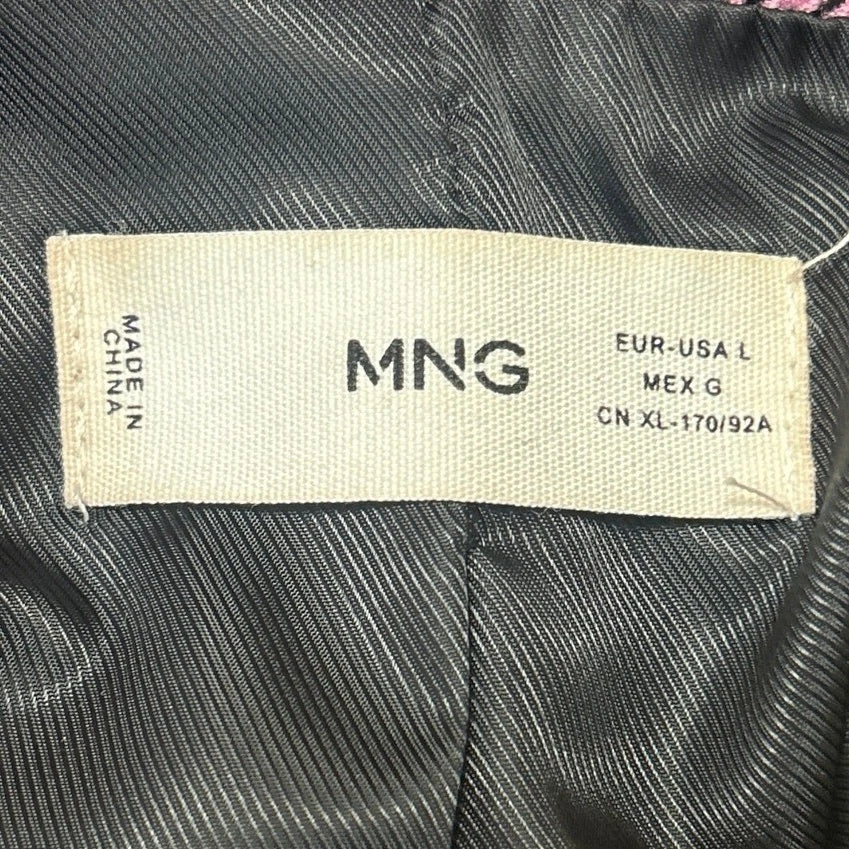 MADE IN
CHINA
MNG
EUR-USA L
MEX G
CN XL-170/92A